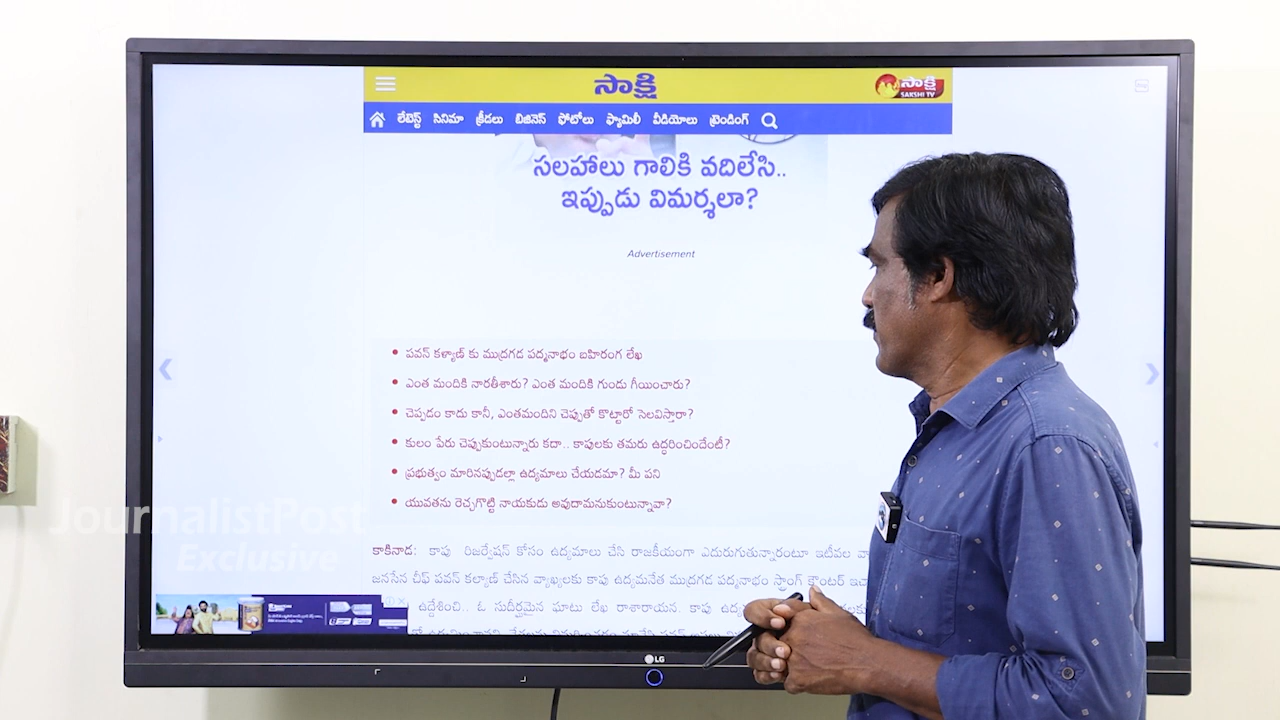 సాక్షి
సాక్షి
SAKSHI TV
లేటెస్ట్ సినిమా క్రీడలు బిజినెస్ ఫోటోలు ఫ్యామిలీ వీడియోలు ట్రెండింగ్
సలహాలు గాలికి వదిలేసి..
ఇప్పుడు విమర్శలా?
Advertisement
పవన్ కళ్యాణ్ కు ముద్రగడ పద్మనాభం బహిరంగ లేఖ
ఎంత మందికి నారతీశారు? ఎంత మందికి గుండు గీయించారు?
చెప్పడం కాదు కానీ, ఎంతమందిని చెప్పుతో కొట్టారో సెలవిస్తారా?
కులం పేరు చెప్పుకుంటున్నారు కదా.. కాపులకు తమరు ఉద్ధరించిందేంటీ?
ప్రభుత్వం మారినప్పుడల్లా ఉద్యమాలు చేయడమా? మీ పని
యువతను రెచ్చగొట్టి నాయకుడు అవుదామనుకుంటున్నావా?
కాకినాడ: కాపు రిజర్వేషన్ కోసం ఉద్యమాలు చేసి రాజకీయంగా ఎదురుగుతున్నారంటూ ఇటీవల
జనసేన చీఫ్ పవన్ కల్యాణ్ చేసిన వ్యాఖ్యలకు కాపు ఉద్యమనేత ముద్రగడ పద్మనాభం స్ట్రాంగ్ కౌంటర్
ఉద్దేశించి.. ఓ సుదీర్ఘమైన ఘాటు లేఖ రాశారాయన. కాపు
JournalistPost
Exclusive
LG